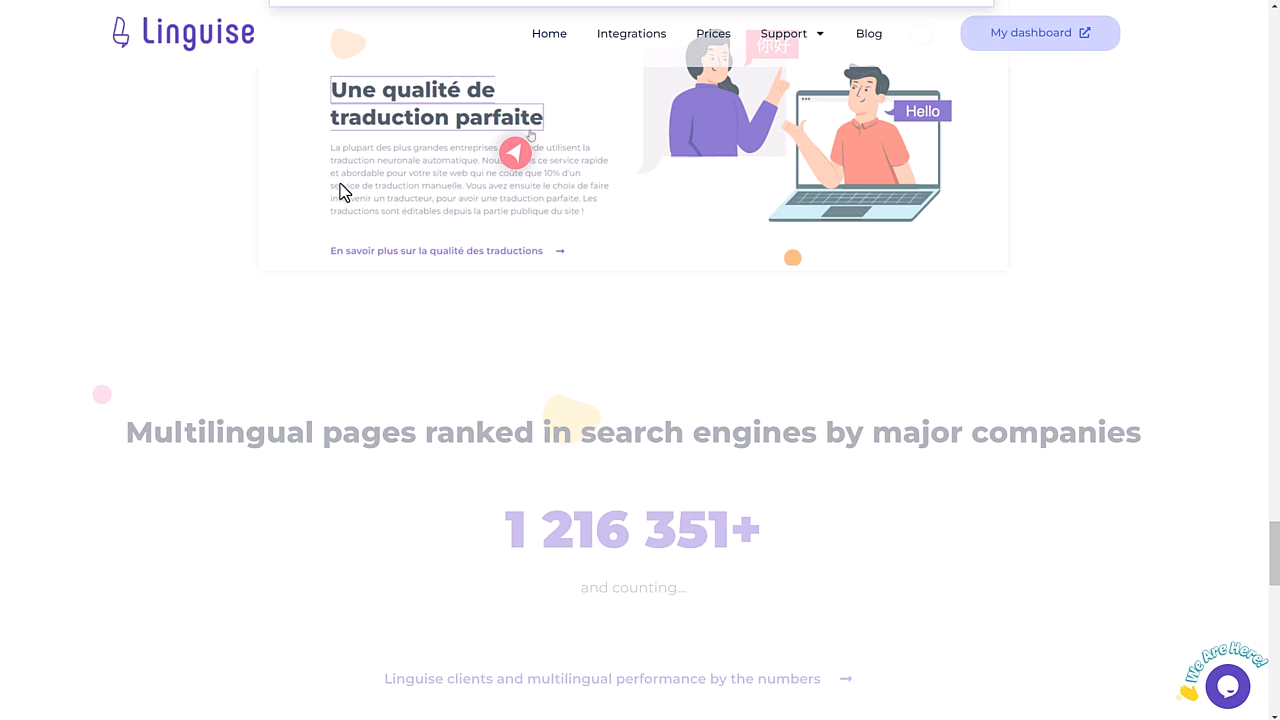 Linguise
Home
Integrations
Prices
Support
Blog
My dashboard
你好
Hello
Une qualité de
traduction parfaite
La plupart des plus grandes entreprises de utilisent la
traduction neuronale automatique. ce service rapide
et abordable pour votre site web qui ne coûte que 10% d'un
de traduction manuelle. Vous avez ensuite le choix de faire
un traducteur, pour avoir une traduction parfaite. Les
traductions sont éditables depuis la partie publique du site !
En savoir plus sur la qualité des traductions
Multilingual pages ranked in search engines by major companies
1 216 351+
and counting...
Linguise clients and multilingual performance by the numbers
We Are Here!